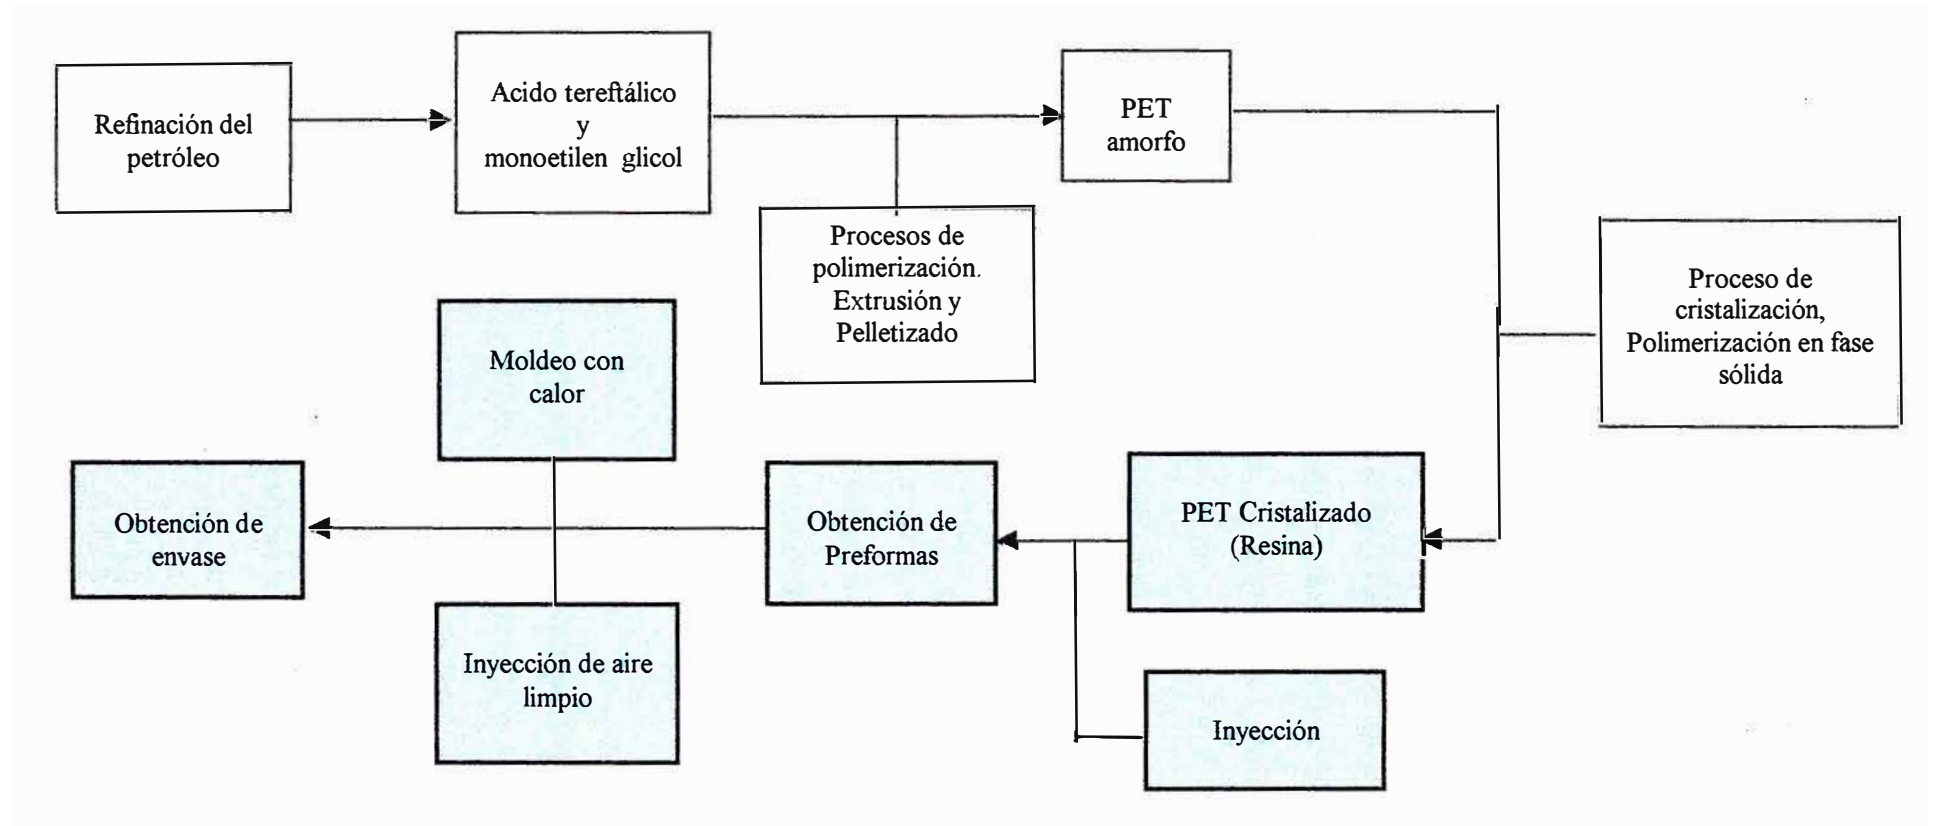 Refinación del
petróleo
Acido tereftálico
y
monoetilen glicol
PET
amorfo
Procesos de
polimerización.
Extrusión y
Pelletizado
Proceso de
cristalización,
Polimerización en fase
sólida
Moldeo con
calor
Obtención de
envase
Obtención de
Preformas
PET Cristalizado
(Resina)
Inyección de aire
limpio
Inyección